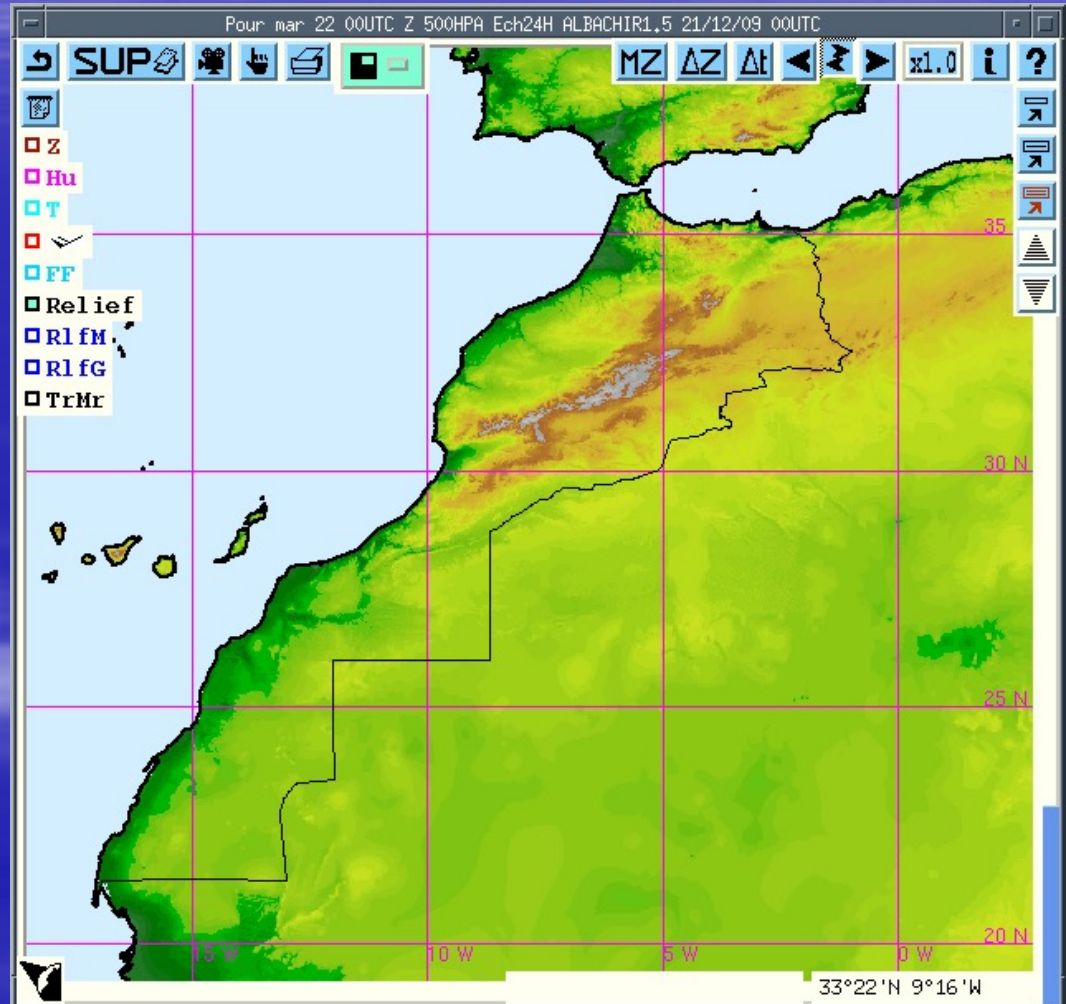 Pour mar 22 00UTC Z 500HPA Ech24H ALBACHIR1.5 21/12/09 00UTC
SUP MZ ΔZ Δt x1.0 i ?
Z
Hu
T
FF
Relief
RlfM
RlfG
TrMr
35
30 N
25 N
20 N
15 W 10 W 5 W 0 W
33°22'N 9°16'W